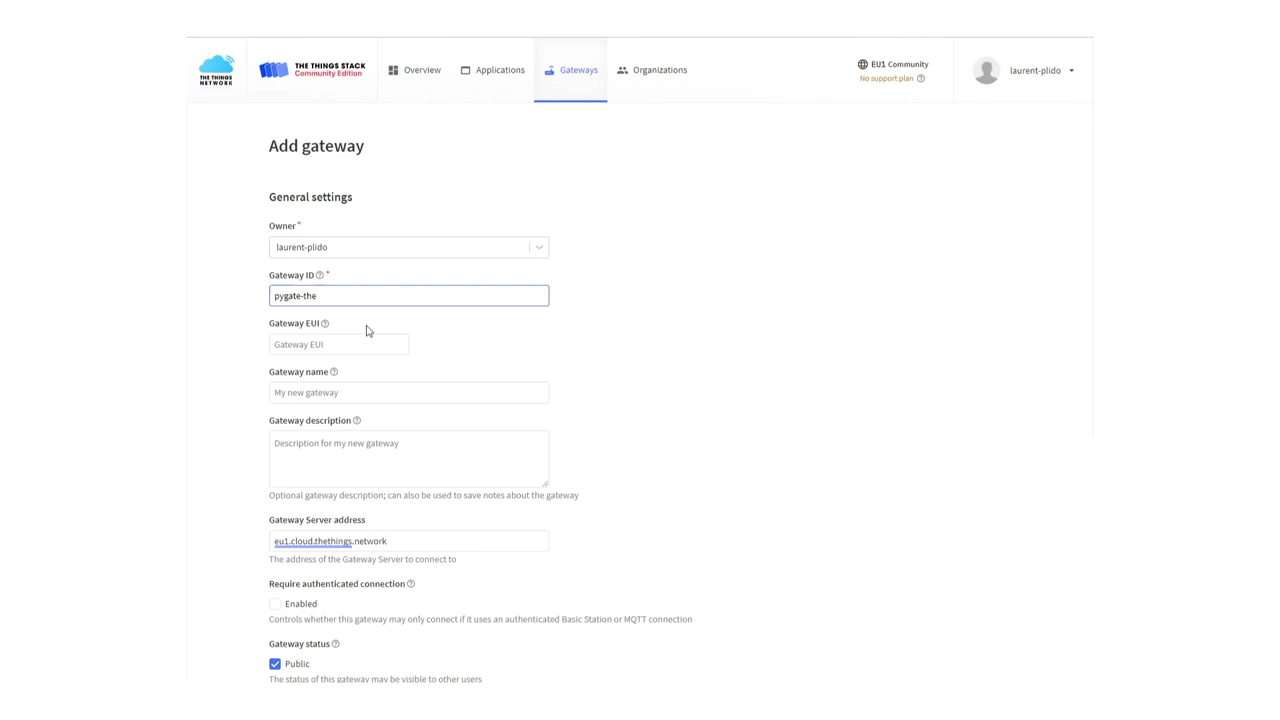 THE THINGS
NETWORK
THE THINGS STACK
Community Edition
Overview
Applications
Gateways
Organizations
EU1 Community
No support plan
laurent-plido
Add gateway
General settings
Owner *
laurent-plido
Gateway ID *
pygate-the
Gateway EUI
Gateway EUI
Gateway name
My new gateway
Gateway description
Description for my new gateway
Optional gateway description; can also be used to save notes about the gateway
Gateway Server address
eu1.cloud.thethings.network
The address of the Gateway Server to connect to
Require authenticated connection
Enabled
Controls whether this gateway may only connect if it uses an authenticated Basic Station or MQTT connection
Gateway status
Public
The status of this gateway may be visible to other users